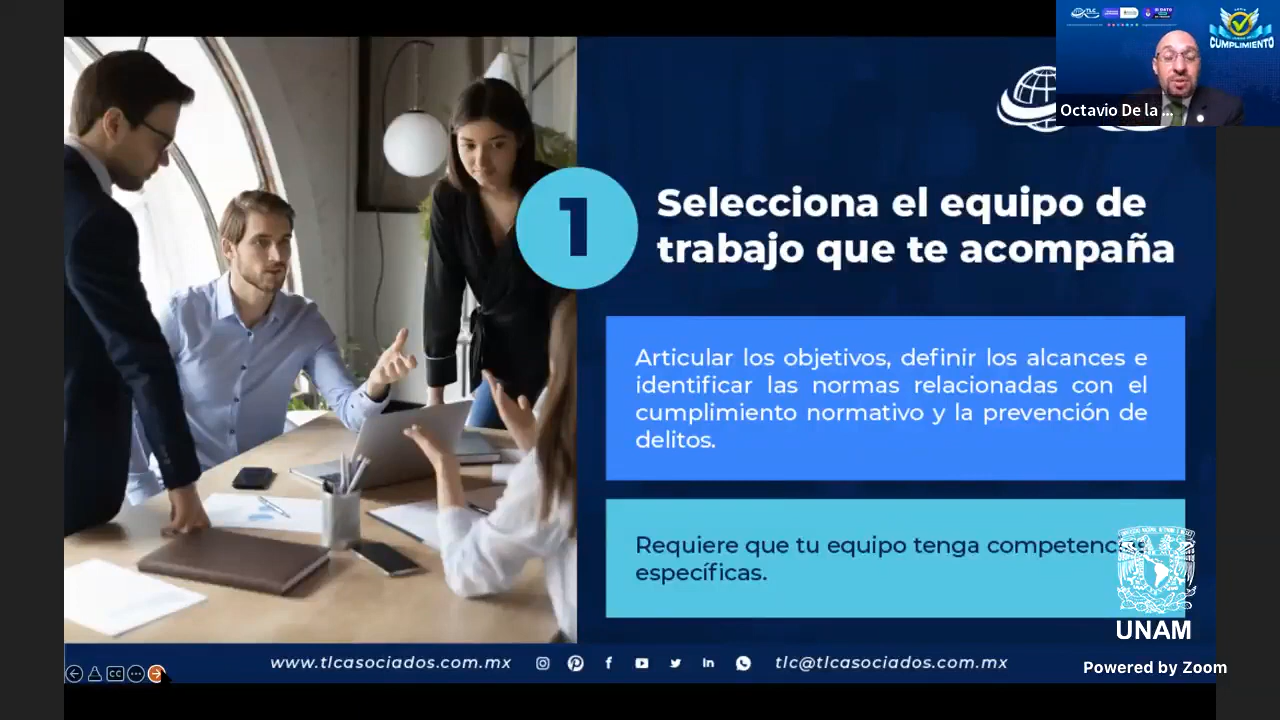 CUMPLIMIENTO
Octavio De la ...
1
Selecciona el equipo de
trabajo que te acompaña
Articular los objetivos, definir los alcances e
identificar las normas relacionadas con el
cumplimiento normativo y la prevención de
delitos.
Requiere que tu equipo tenga competencias
específicas.
UNAM
www.tlcasociados.com.mx
tlc@tlcasociados.com.mx
Powered by Zoom